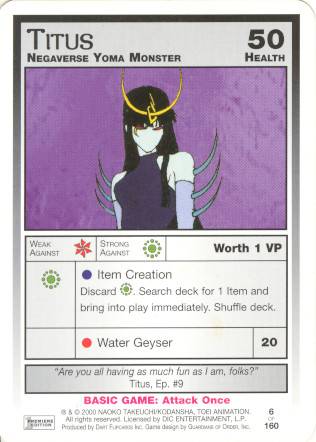 TITUS
NEGAVERSE YOMA MONSTER
50
HEALTH
WEAK
AGAINST
STRONG
AGAINST
Worth 1 VP
Item Creation
Discard . Search deck for 1 Item and
bring into play immediately. Shuffle deck.
Water Geyser
20
"Are you all having as much fun as I am, folks?"
Titus, Ep. #9
BASIC GAME: Attack Once
PREMIERE
EDITION
® & © 2000 NAOKO TAKEUCHI/KODANSHA, TOEI ANIMATION.
All rights reserved. Licensed by DIC ENTERTAINMENT, L.P.
Produced by DART FLIPCARDS INC. Game design by GUARDIANS OF ORDER, INC.
6
OF
160